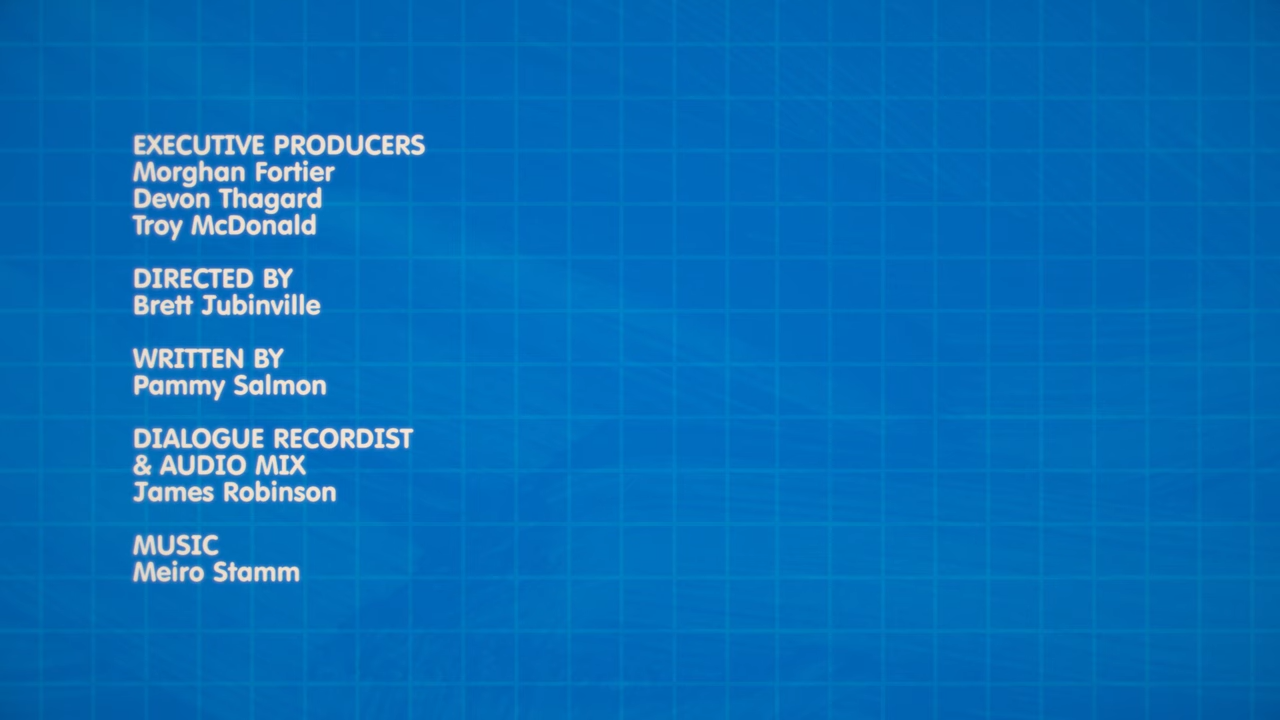 EXECUTIVE PRODUCERS
Morghan Fortier
Devon Thagard
Troy McDonald
DIRECTED BY
Brett Jubinville
WRITTEN BY
Pammy Salmon
DIALOGUE RECORDIST
& AUDIO MIX
James Robinson
MUSIC
Meiro Stamm